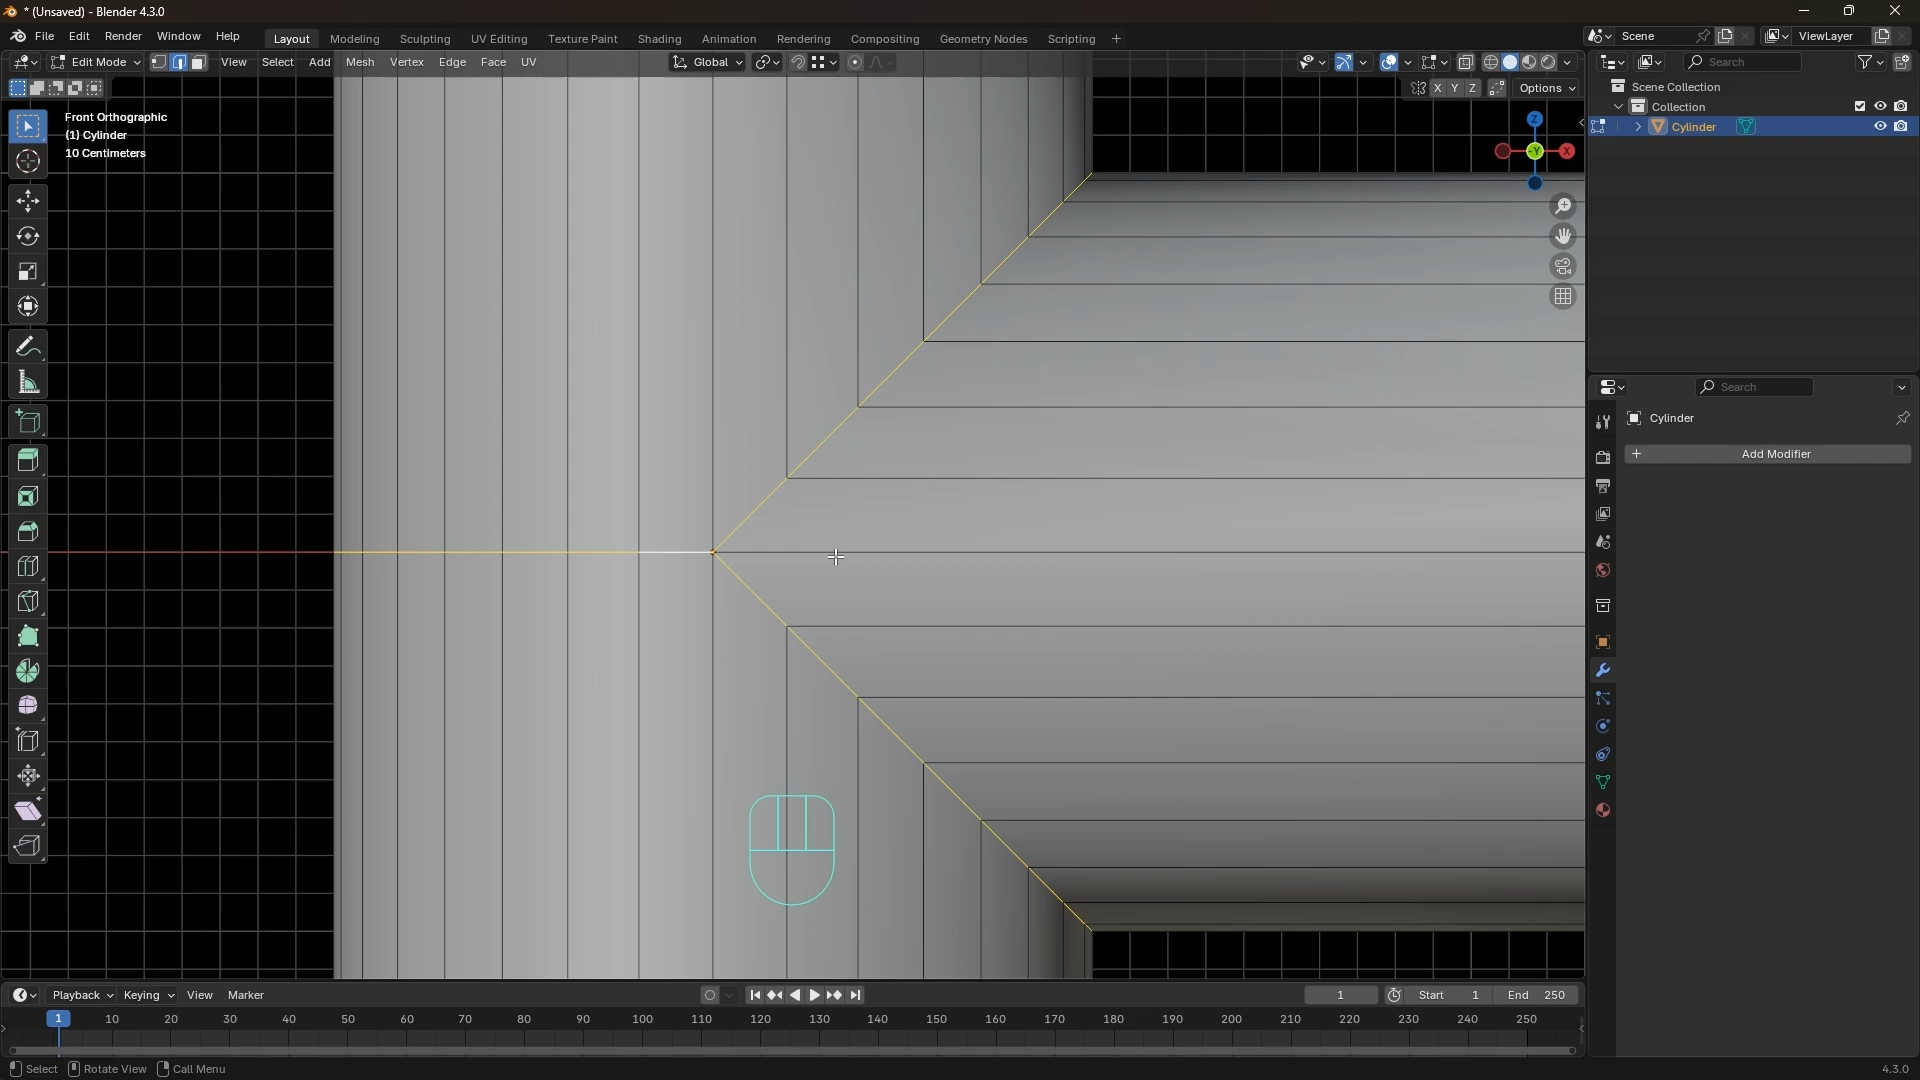 * (Unsaved) - Blender 4.3.0
File Edit Render Window Help Layout Modeling Sculpting UV Editing Texture Paint Shading Animation Rendering Compositing Geometry Nodes Scripting + Scene ViewLayer
Edit Mode View Select Add Mesh Vertex Edge Face UV Global Search
X Y Z Options
Scene Collection
Collection
Cylinder
Front Orthographic
(1) Cylinder
10 Centimeters
Z
-Y
X
Search
Cylinder
+ Add Modifier
Playback Keying View Marker 1 Start 1 End 250
1 10 20 30 40 50 60 70 80 90 100 110 120 130 140 150 160 170 180 190 200 210 220 230 240 250
Select Rotate View Call Menu 4.3.0